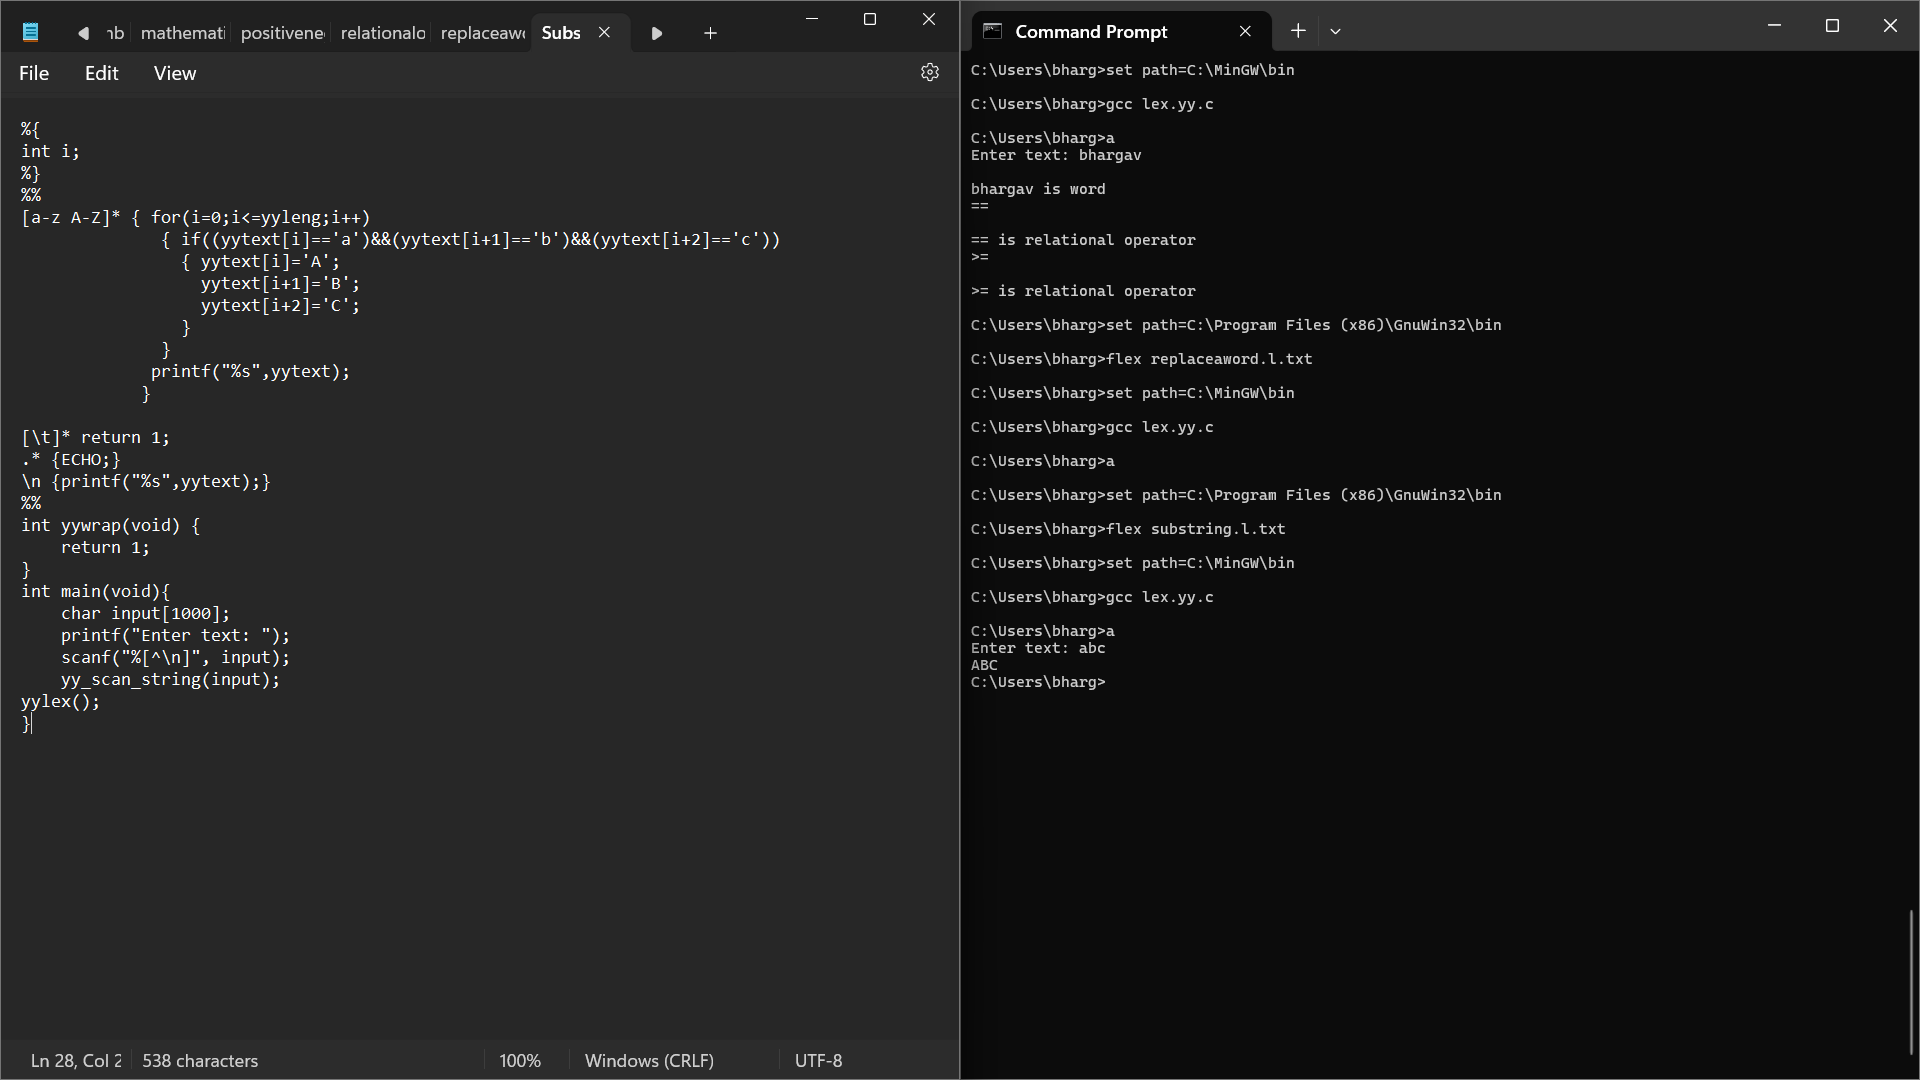 nb mathemati positivene relationalo replaceawo Subs
File Edit View
%{
int i;
%}
%%
[a-z A-Z]* { for(i=0;i<=yyleng;i++)
{ if((yytext[i]=='a')&&(yytext[i+1]=='b')&&(yytext[i+2]=='c'))
{ yytext[i]='A';
yytext[i+1]='B';
yytext[i+2]='C';
}
}
printf("%s",yytext);
}
[\t]* return 1;
.* {ECHO;}
\n {printf("%s",yytext);}
%%
int yywrap(void) {
return 1;
}
int main(void){
char input[1000];
printf("Enter text: ");
scanf("%[^\n]", input);
yy_scan_string(input);
yylex();
}
Ln 28, Col 2 538 characters 100% Windows (CRLF) UTF-8
Command Prompt
C:\Users\bharg>set path=C:\MinGW\bin
C:\Users\bharg>gcc lex.yy.c
C:\Users\bharg>a
Enter text: bhargav
bhargav is word
==
== is relational operator
>=
>= is relational operator
C:\Users\bharg>set path=C:\Program Files (x86)\GnuWin32\bin
C:\Users\bharg>flex replaceaword.l.txt
C:\Users\bharg>set path=C:\MinGW\bin
C:\Users\bharg>gcc lex.yy.c
C:\Users\bharg>a
C:\Users\bharg>set path=C:\Program Files (x86)\GnuWin32\bin
C:\Users\bharg>flex substring.l.txt
C:\Users\bharg>set path=C:\MinGW\bin
C:\Users\bharg>gcc lex.yy.c
C:\Users\bharg>a
Enter text: abc
ABC
C:\Users\bharg>